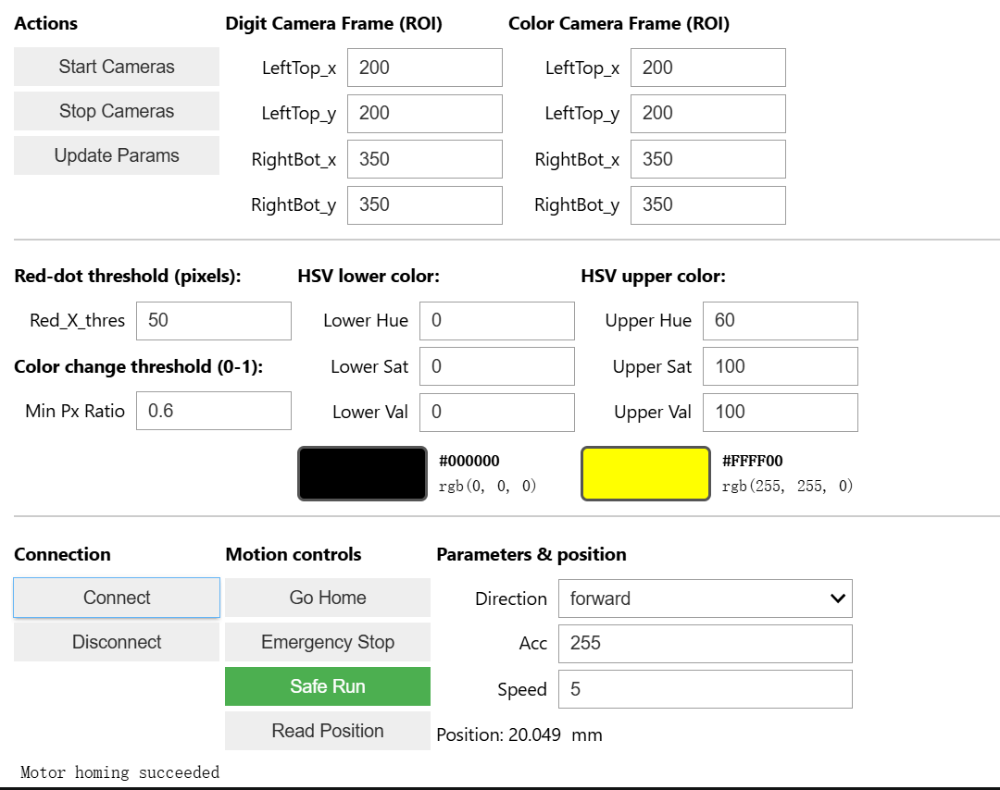 Actions
Start Cameras
Stop Cameras
Update Params
Digit Camera Frame (ROI)
LeftTop_x 200
LeftTop_y 200
RightBot_x 350
RightBot_y 350
Color Camera Frame (ROI)
LeftTop_x 200
LeftTop_y 200
RightBot_x 350
RightBot_y 350
Red-dot threshold (pixels):
Red_X_thres 50
Color change threshold (0-1):
Min Px Ratio 0.6
HSV lower color:
Lower Hue 0
Lower Sat 0
Lower Val 0
#000000
rgb(0, 0, 0)
HSV upper color:
Upper Hue 60
Upper Sat 100
Upper Val 100
#FFFF00
rgb(255, 255, 0)
Connection
Connect
Disconnect
Motion controls
Go Home
Emergency Stop
Safe Run
Read Position
Parameters & position
Direction forward
Acc 255
Speed 5
Position: 20.049 mm
Motor homing succeeded